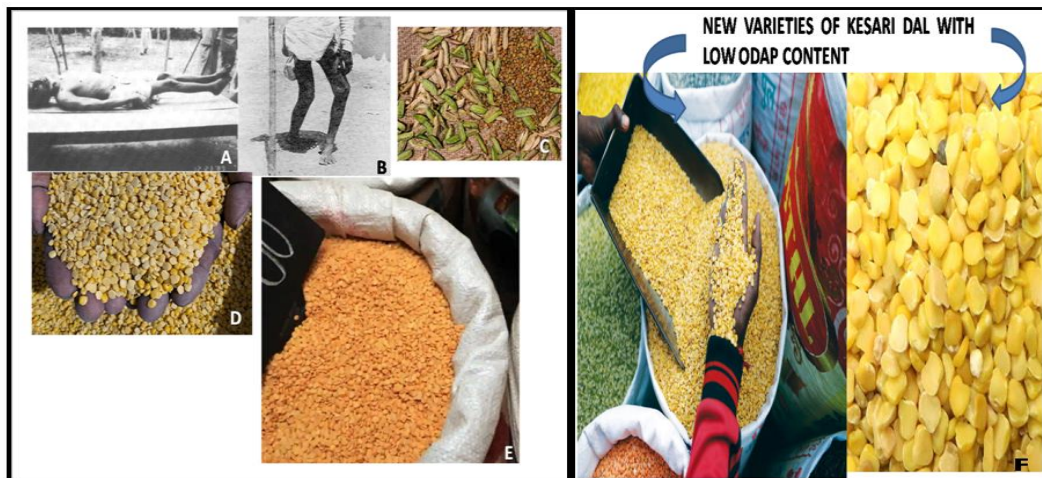 NEW VARIETIES OF KESARI DAL WITH
LOW ODAP CONTENT
A
B
C
D
E
F